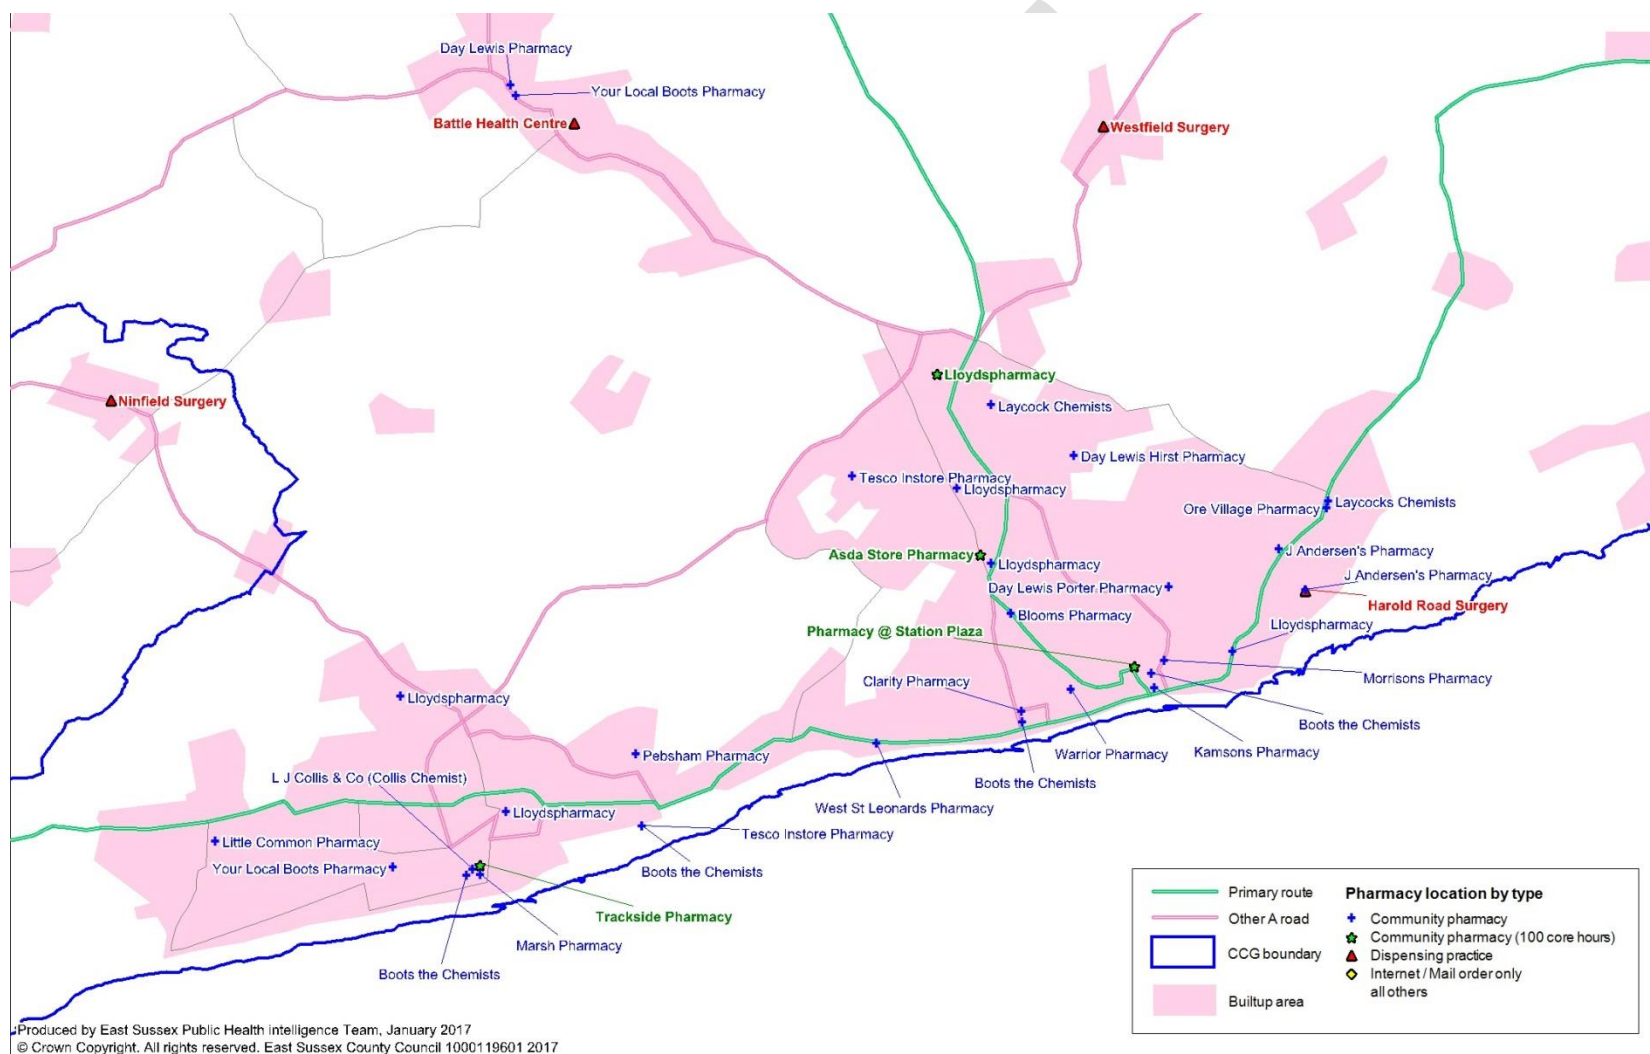 Day Lewis Pharmacy
Your Local Boots Pharmacy
Battle Health Centre
Westfield Surgery
Lloydspharmacy
Ninfield Surgery
Laycock Chemists
Day Lewis Hirst Pharmacy
Tesco Instore Pharmacy
Lloydspharmacy
Laycocks Chemists
Ore Village Pharmacy
J Andersen's Pharmacy
Asda Store Pharmacy
Lloydspharmacy
J Andersen's Pharmacy
Day Lewis Porter Pharmacy
Harold Road Surgery
Blooms Pharmacy
Lloydspharmacy
Pharmacy @ Station Plaza
Clarity Pharmacy
Morrisons Pharmacy
Lloydspharmacy
Boots the Chemists
Kamsons Pharmacy
Warrior Pharmacy
Pebsham Pharmacy
L J Collis & Co (Collis Chemist)
Boots the Chemists
West St Leonards Pharmacy
Lloydspharmacy
Tesco Instore Pharmacy
Little Common Pharmacy
Your Local Boots Pharmacy
Boots the Chemists
Trackside Pharmacy
Marsh Pharmacy
Boots the Chemists
Primary route
Other A road
CCG boundary
Builtup area
Pharmacy location by type
Community pharmacy
Community pharmacy (100 core hours)
Dispensing practice
Internet / Mail order only
all others
Produced by East Sussex Public Health intelligence Team, January 2017
© Crown Copyright. All rights reserved. East Sussex County Council 1000119601 2017